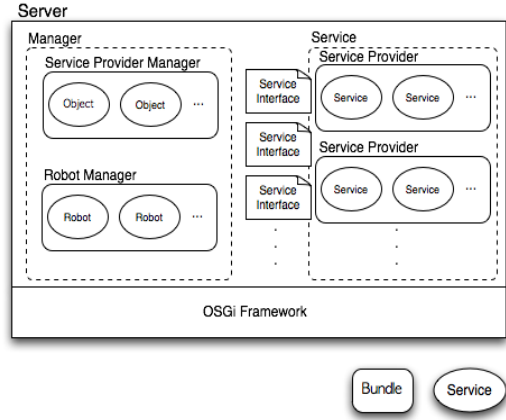 Server
Manager
Service Provider Manager
Object
Object
...
Robot Manager
Robot
Robot
...
Service
Interface
Service
Interface
Service
Interface
Service
Service Provider
Service
Service
...
Service Provider
Service
Service
...
OSGi Framework
Bundle
Service